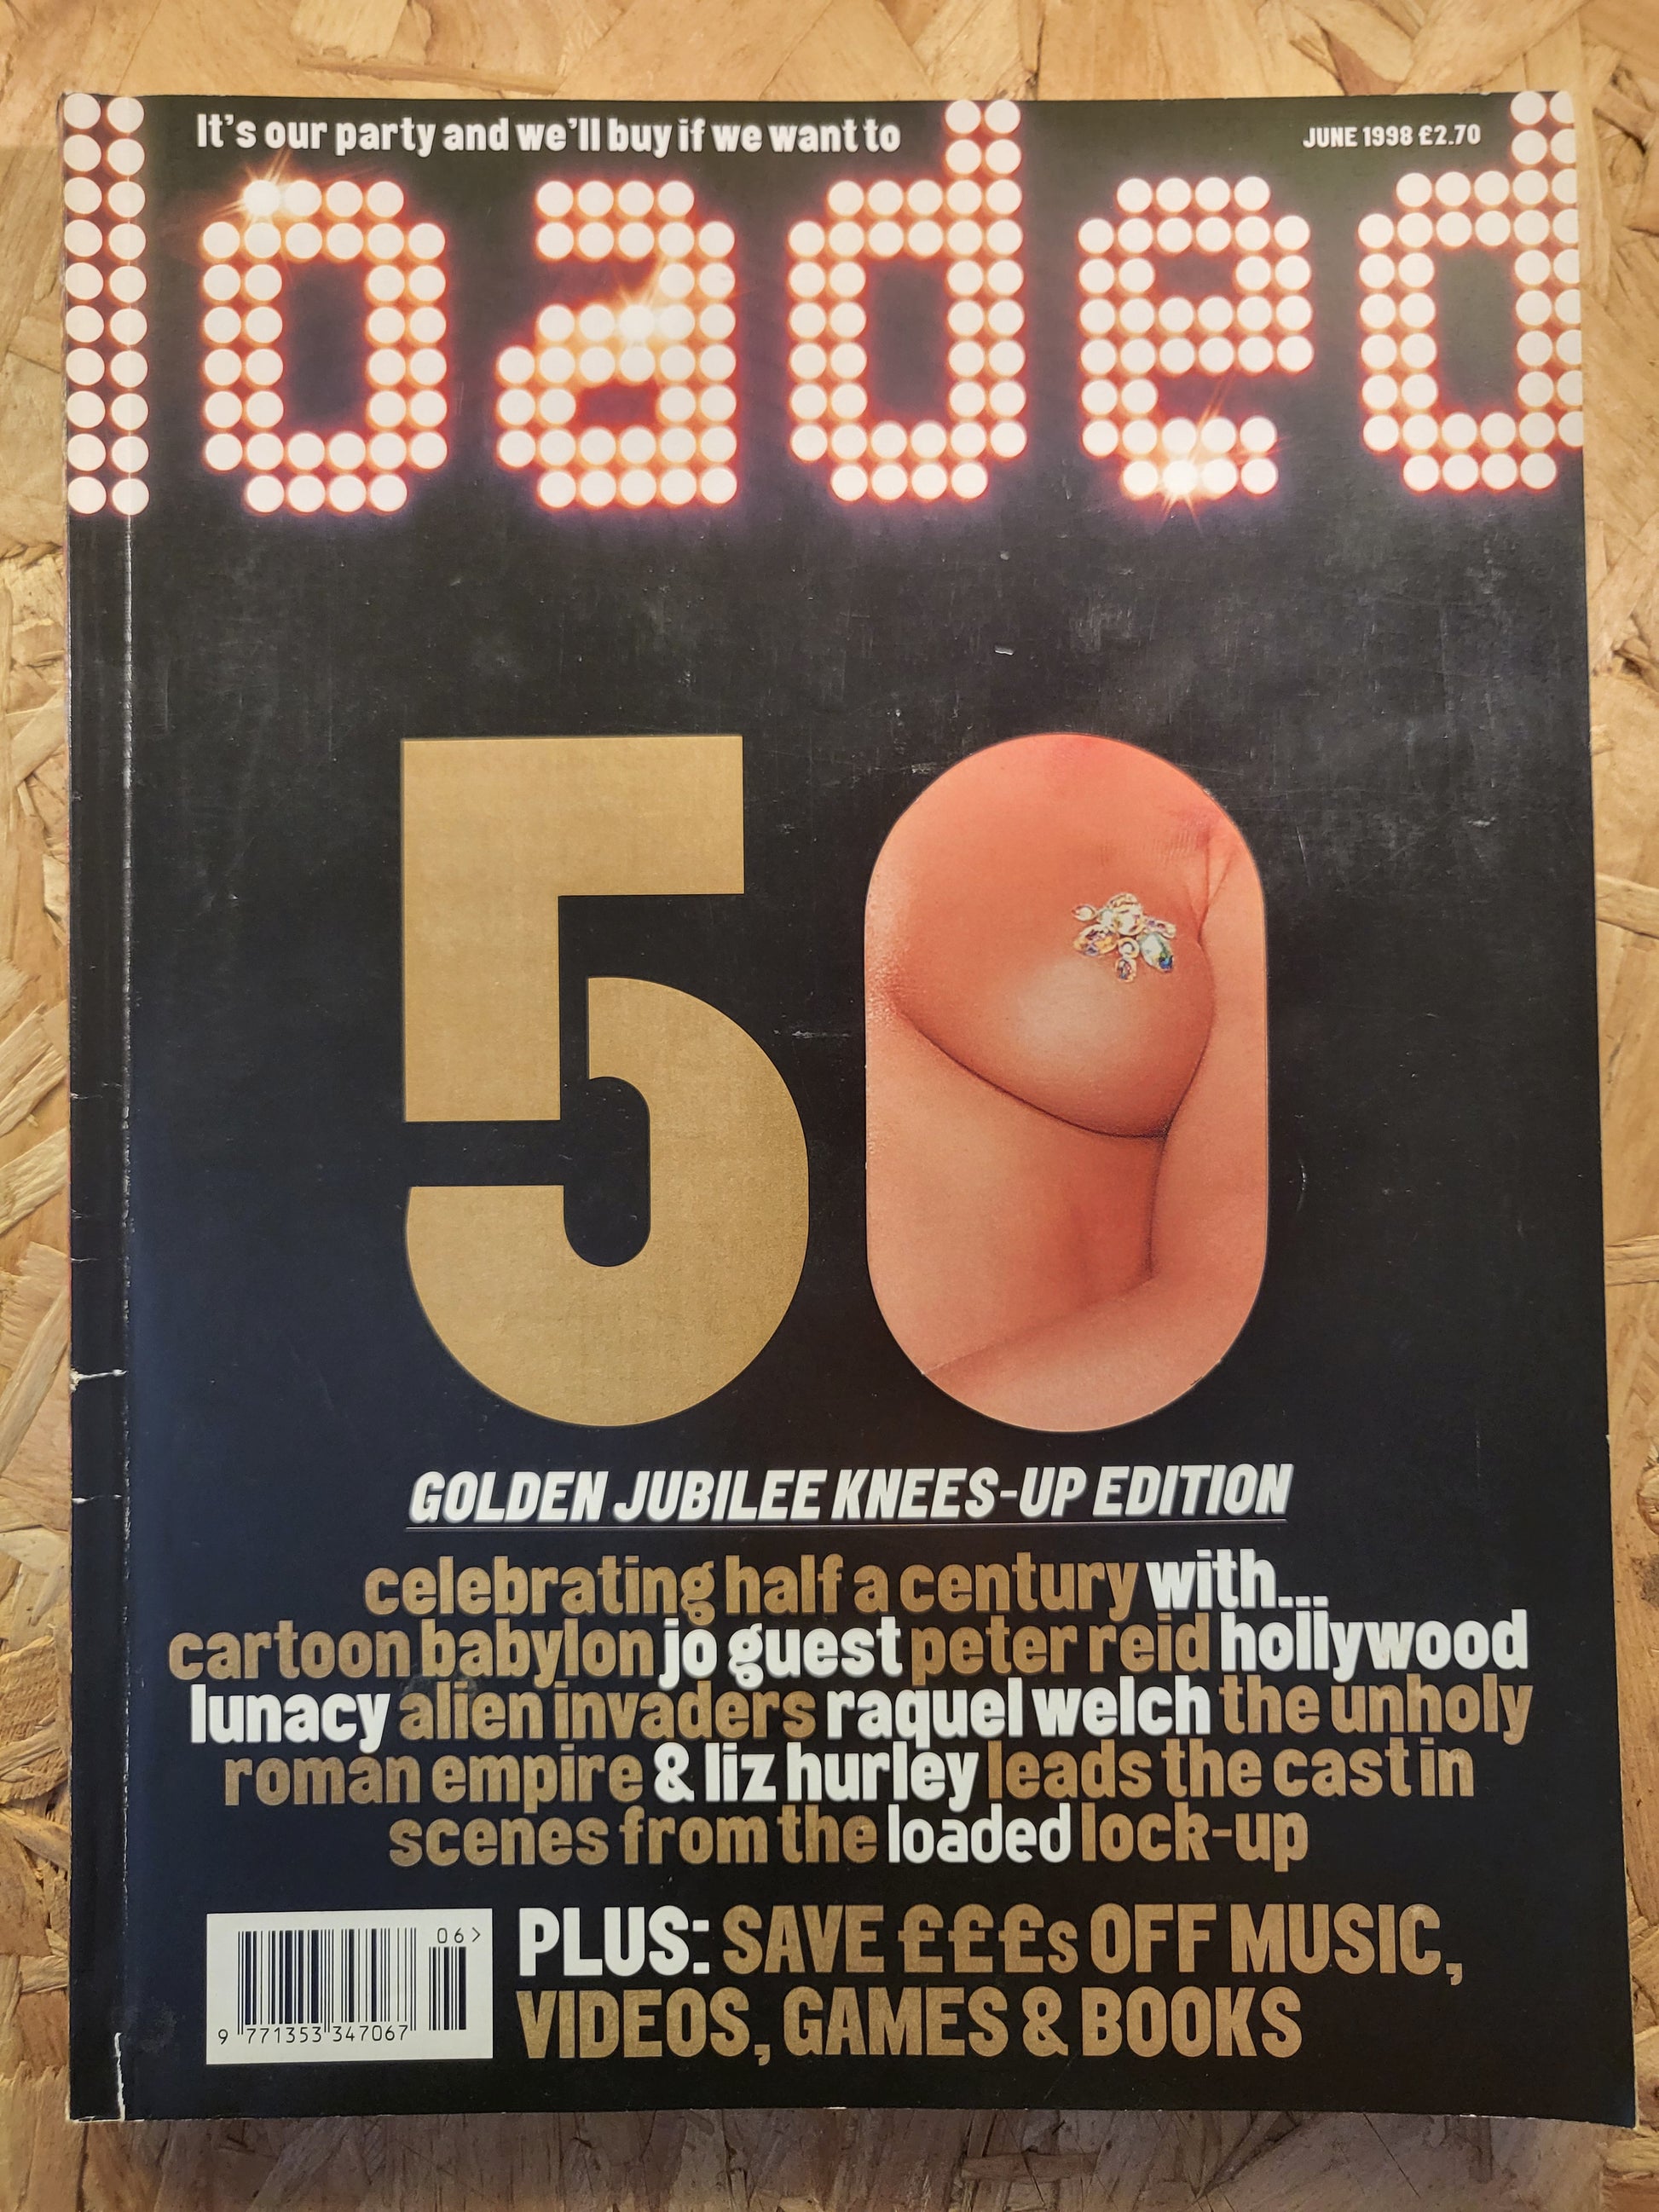 It's our party and we'll buy if we want to
JUNE 1998 £2.70
loaded
50
GOLDEN JUBILEE KNEES-UP EDITION
celebrating half a century with...
cartoon babylon jo guest peter reid hollywood
lunacy alien invaders raquel welch the unholy
roman empire & liz hurley leads the cast in
scenes from the loaded lock-up
PLUS: SAVE £££s OFF MUSIC,
VIDEOS, GAMES & BOOKS
06>
9 771353 347067